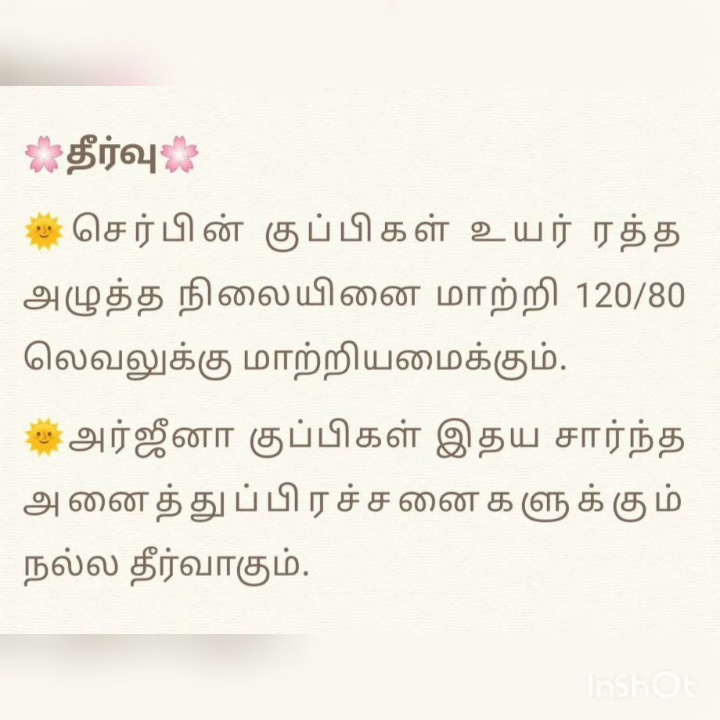 🌸தீர்வு🌸
🌞செர்பின் குப்பிகள் உயர் ரத்த
அழுத்த நிலையினை மாற்றி 120/80
லெவலுக்கு மாற்றியமைக்கும்.
🌞அர்ஜீனா குப்பிகள் இதய சார்ந்த
அனைத்துப்பிரச்சனைகளுக்கும்
நல்ல தீர்வாகும்.
InShOt